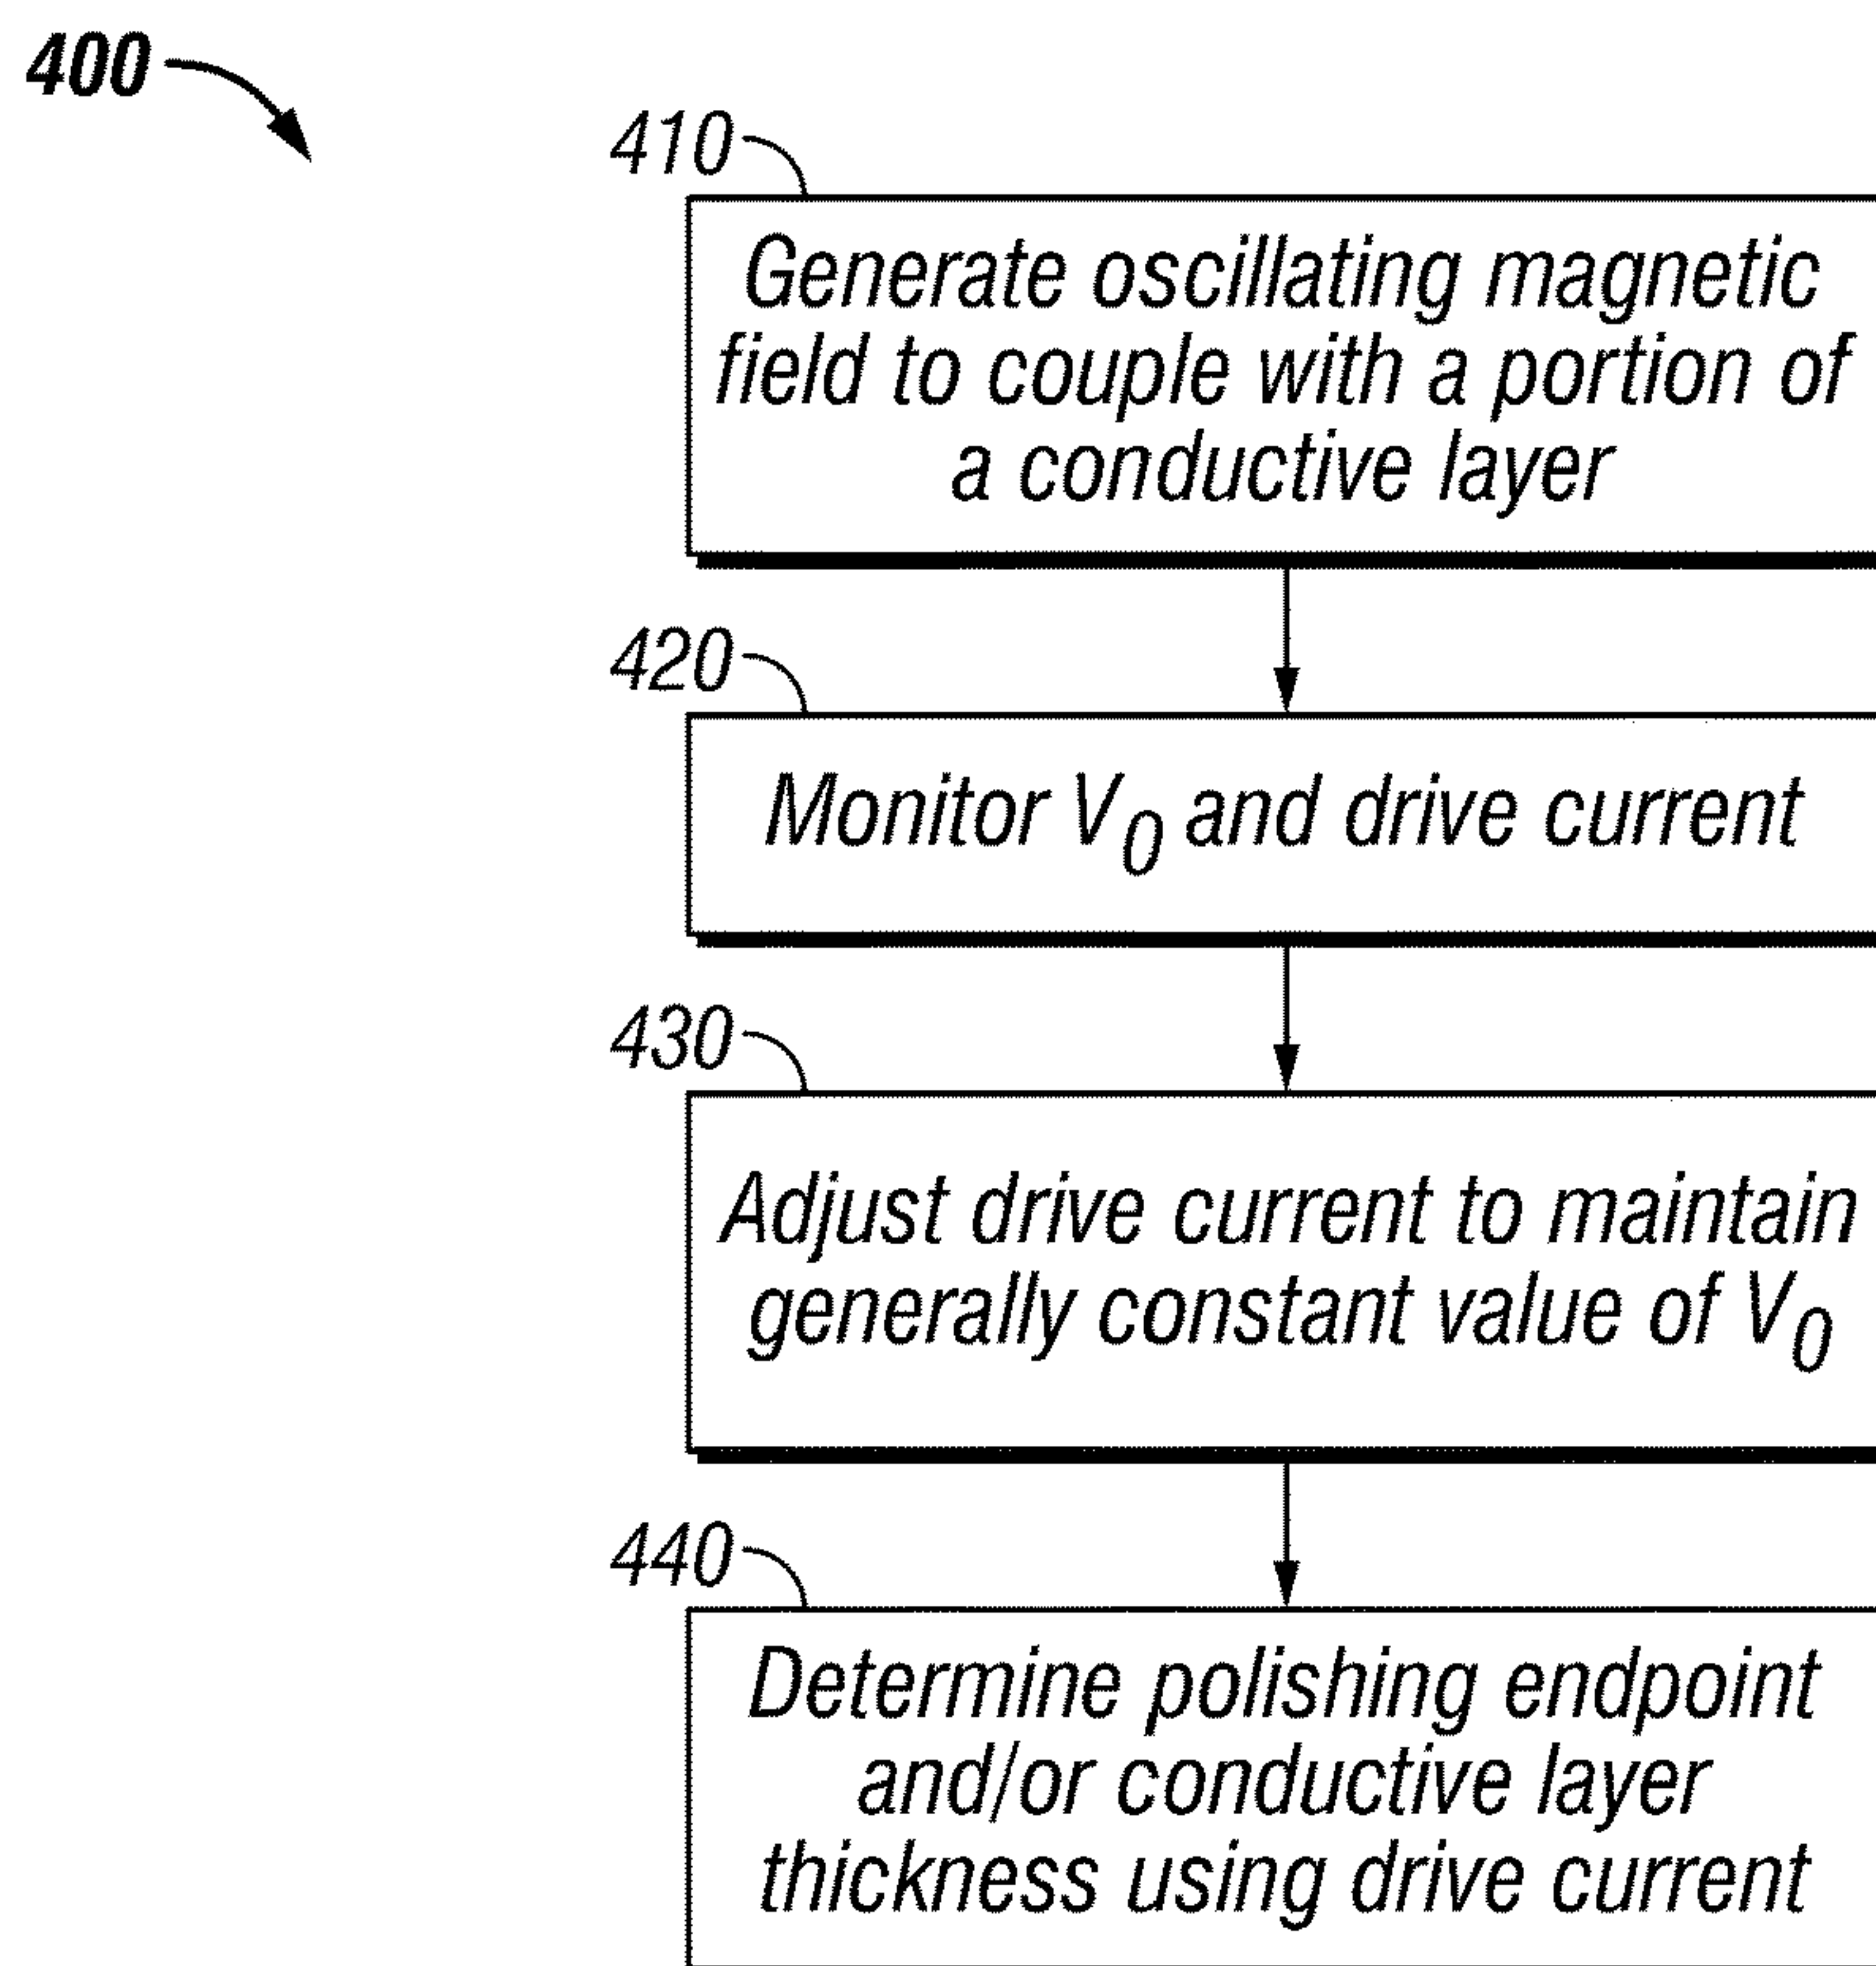 400
410
Generate oscillating magnetic
field to couple with a portion of
a conductive layer
420
Monitor V0 and drive current
430
Adjust drive current to maintain
generally constant value of V0
440
Determine polishing endpoint
and/or conductive layer
thickness using drive current